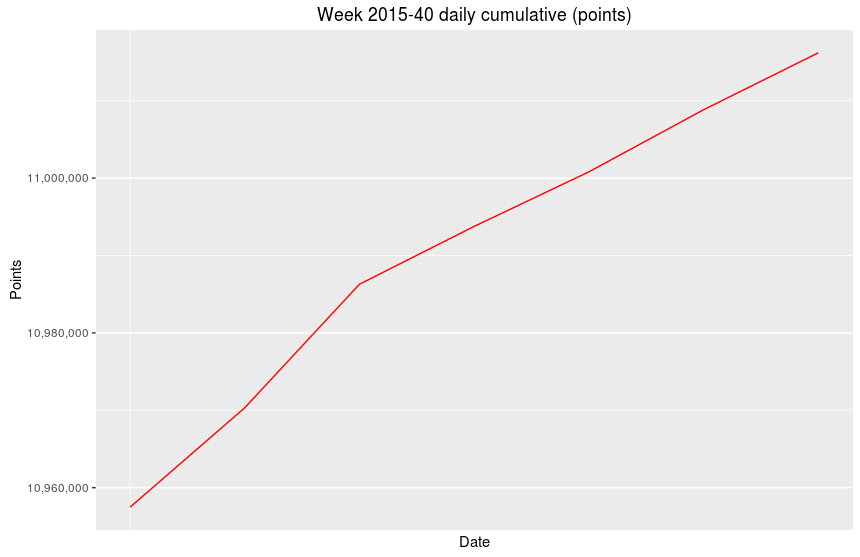 Week 2015-40 daily cumulative (points)
11,000,000
10,980,000
10,960,000
Points
Date